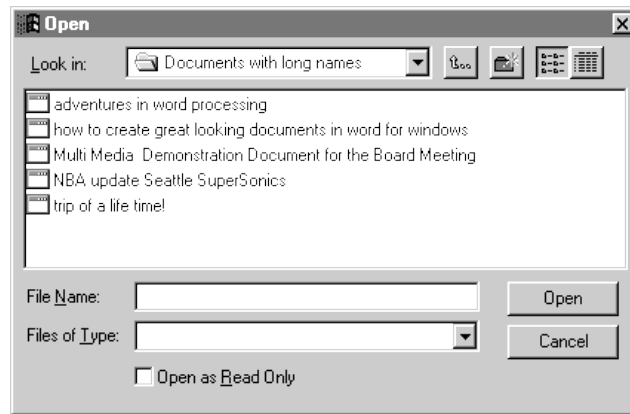 Open
Look in: Documents with long names
adventures in word processing
how to create great looking documents in word for windows
Multi Media  Demonstration Document for the Board Meeting
NBA update Seattle SuperSonics
trip of a life time!
File Name: Open
Files of Type: Cancel
Open as Read Only